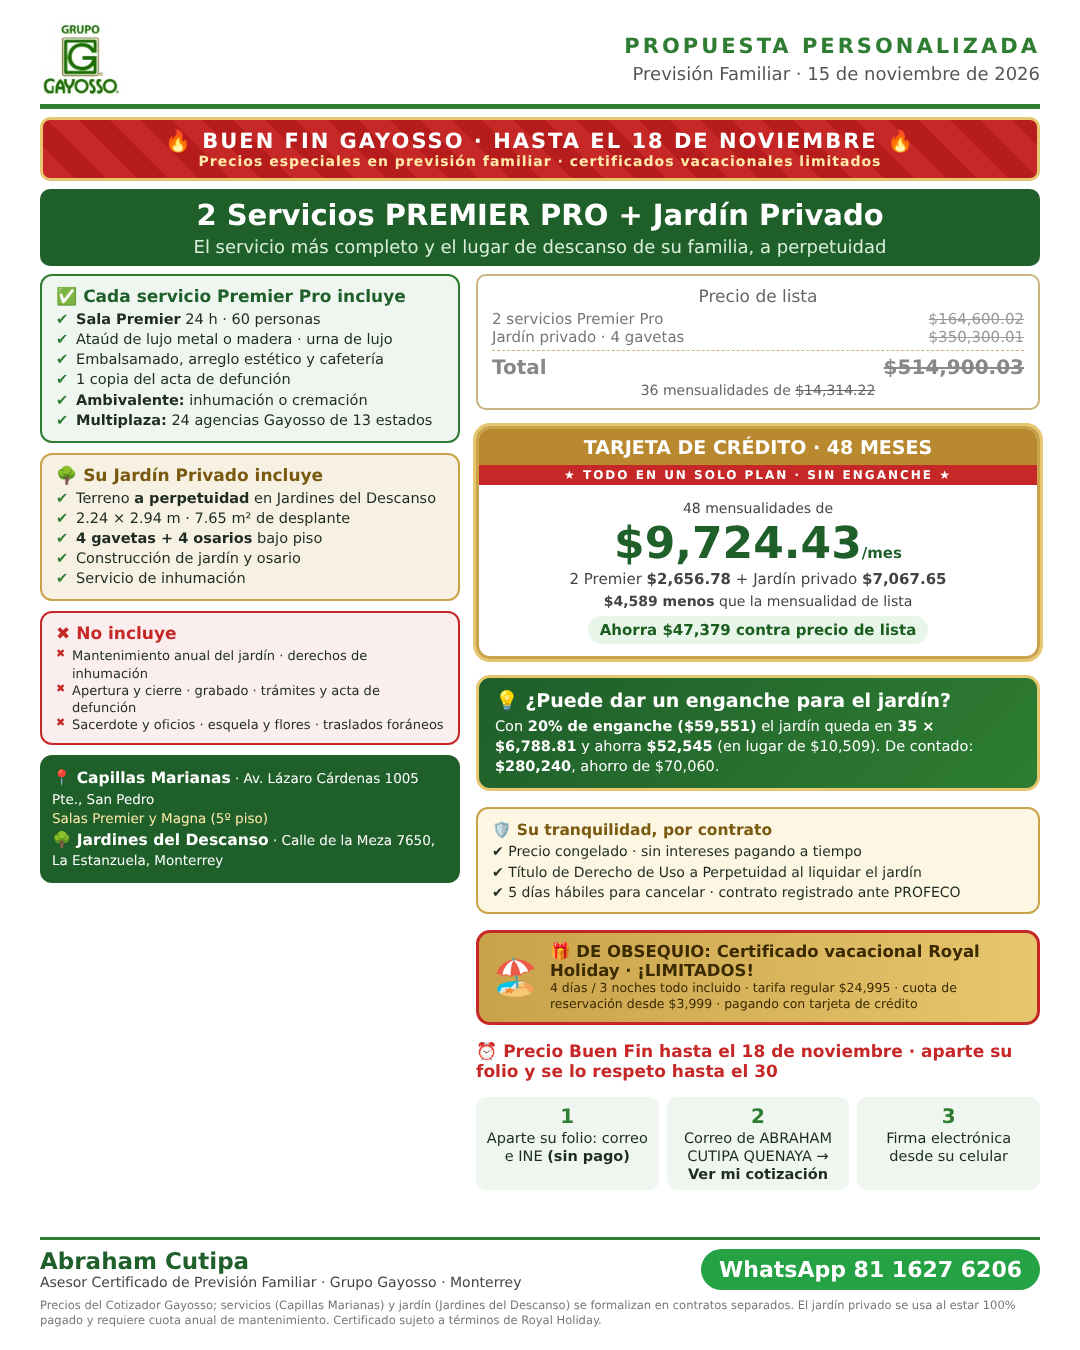 GRUPO
GAYOSSO
PROPUESTA PERSONALIZADA
Previsión Familiar · 15 de noviembre de 2026
🔥 BUEN FIN GAYOSSO · HASTA EL 18 DE NOVIEMBRE 🔥
Precios especiales en previsión familiar · certificados vacacionales limitados
2 Servicios PREMIER PRO + Jardín Privado
El servicio más completo y el lugar de descanso de su familia, a perpetuidad
✅ Cada servicio Premier Pro incluye
✔ Sala Premier 24 h · 60 personas
✔ Ataúd de lujo metal o madera · urna de lujo
✔ Embalsamado, arreglo estético y cafetería
✔ 1 copia del acta de defunción
✔ Ambivalente: inhumación o cremación
✔ Multiplaza: 24 agencias Gayosso de 13 estados
🌳 Su Jardín Privado incluye
✔ Terreno a perpetuidad en Jardines del Descanso
✔ 2.24 × 2.94 m · 7.65 m² de desplante
✔ 4 gavetas + 4 osarios bajo piso
✔ Construcción de jardín y osario
✔ Servicio de inhumación
✖ No incluye
✖ Mantenimiento anual del jardín · derechos de
inhumación
✖ Apertura y cierre · grabado · trámites y acta de
defunción
✖ Sacerdote y oficios · esquela y flores · traslados foráneos
📍 Capillas Marianas · Av. Lázaro Cárdenas 1005
Pte., San Pedro
Salas Premier y Magna (5º piso)
🌳 Jardines del Descanso · Calle de la Meza 7650,
La Estanzuela, Monterrey
Precio de lista
2 servicios Premier Pro $164,600.02
Jardín privado · 4 gavetas $350,300.01
Total $514,900.03
36 mensualidades de $14,314.22
TARJETA DE CRÉDITO · 48 MESES
★ TODO EN UN SOLO PLAN · SIN ENGANCHE ★
48 mensualidades de
$9,724.43/mes
2 Premier $2,656.78 + Jardín privado $7,067.65
$4,589 menos que la mensualidad de lista
Ahorra $47,379 contra precio de lista
💡 ¿Puede dar un enganche para el jardín?
Con 20% de enganche ($59,551) el jardín queda en 35 ×
$6,788.81 y ahorra $52,545 (en lugar de $10,509). De contado:
$280,240, ahorro de $70,060.
🛡️ Su tranquilidad, por contrato
✔ Precio congelado · sin intereses pagando a tiempo
✔ Título de Derecho de Uso a Perpetuidad al liquidar el jardín
✔ 5 días hábiles para cancelar · contrato registrado ante PROFECO
🎁 DE OBSEQUIO: Certificado vacacional Royal
Holiday · ¡LIMITADOS!
4 días / 3 noches todo incluido · tarifa regular $24,995 · cuota de
reservación desde $3,999 · pagando con tarjeta de crédito
⏰ Precio Buen Fin hasta el 18 de noviembre · aparte su
folio y se lo respeto hasta el 30
1
Aparte su folio: correo
e INE (sin pago)
2
Correo de ABRAHAM
CUTIPA QUENAYA →
Ver mi cotización
3
Firma electrónica
desde su celular
Abraham Cutipa
Asesor Certificado de Previsión Familiar · Grupo Gayosso · Monterrey
WhatsApp 81 1627 6206
Precios del Cotizador Gayosso; servicios (Capillas Marianas) y jardín (Jardines del Descanso) se formalizan en contratos separados. El jardín privado se usa al estar 100%
pagado y requiere cuota anual de mantenimiento. Certificado sujeto a términos de Royal Holiday.